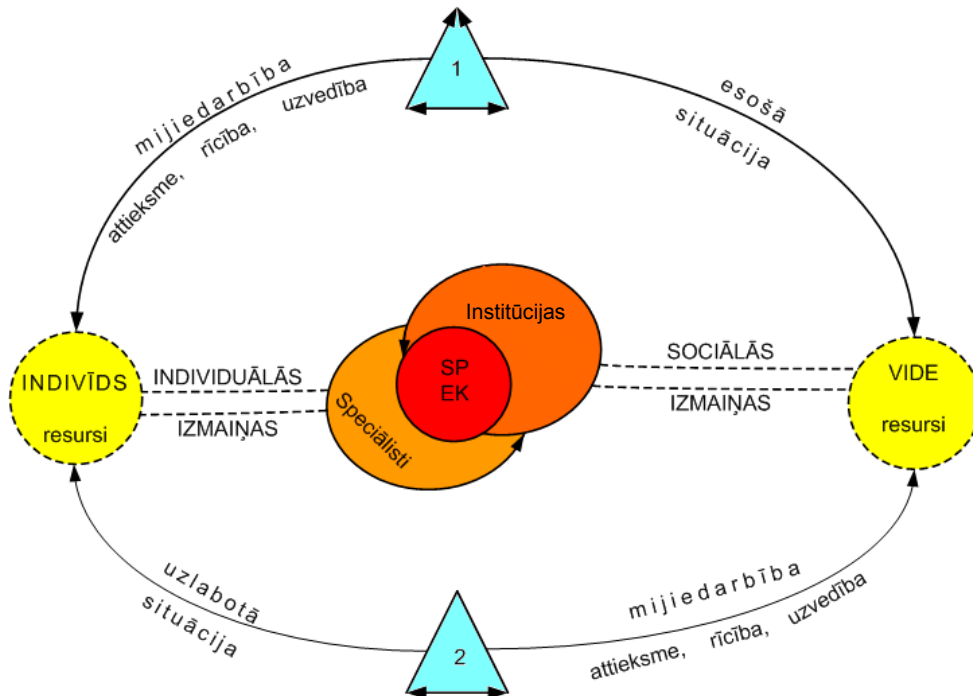 1
mijiedarbība
attieksme, rīcība, uzvedība
esošā
situācija
Institūcijas
SP
EK
Speciālisti
INDIVĪDS
resursi
INDIVIDUĀLĀS
IZMAIŅAS
SOCIĀLĀS
IZMAIŅAS
VIDE
resursi
uzlabotā
situācija
2
mijiedarbība
attieksme, rīcība, uzvedība